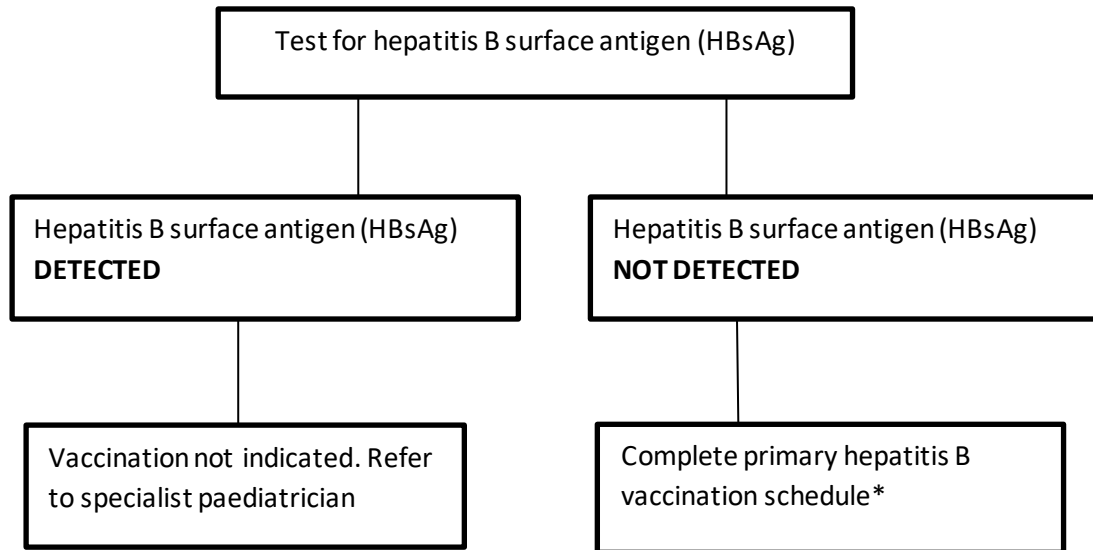 Test for hepatitis B surface antigen (HBsAg)
Hepatitis B surface antigen (HBsAg)
DETECTED
Hepatitis B surface antigen (HBsAg)
NOT DETECTED
Vaccination not indicated. Refer
to specialist paediatrician
Complete primary hepatitis B
vaccination schedule*